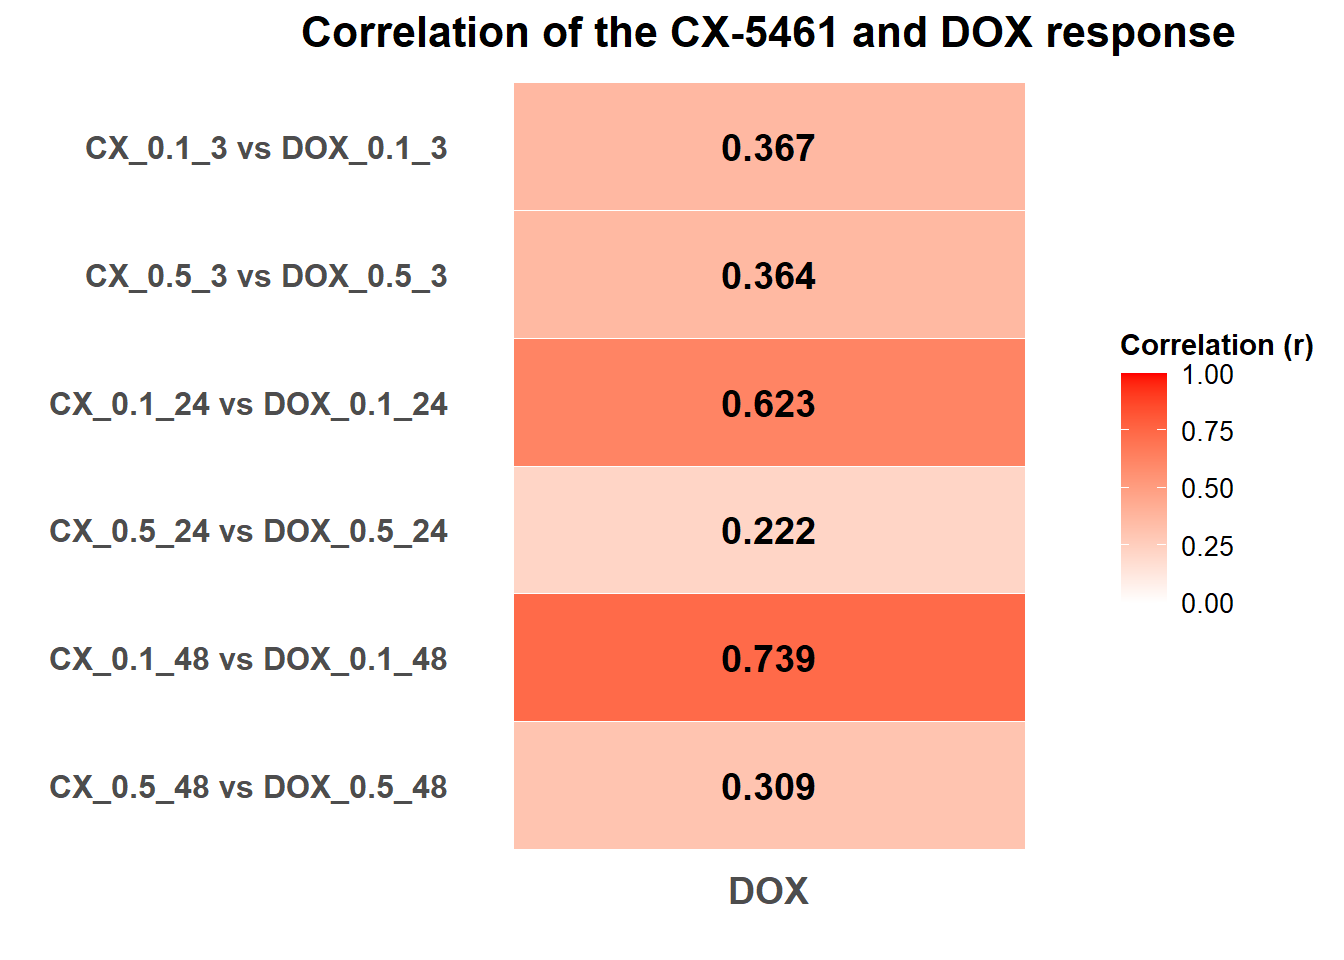 Correlation of the CX-5461 and DOX response
CX_0.1_3 vs DOX_0.1_3
0.367
CX_0.5_3 vs DOX_0.5_3
0.364
CX_0.1_24 vs DOX_0.1_24
0.623
CX_0.5_24 vs DOX_0.5_24
0.222
CX_0.1_48 vs DOX_0.1_48
0.739
CX_0.5_48 vs DOX_0.5_48
0.309
DOX
Correlation (r)
1.00
0.75
0.50
0.25
0.00